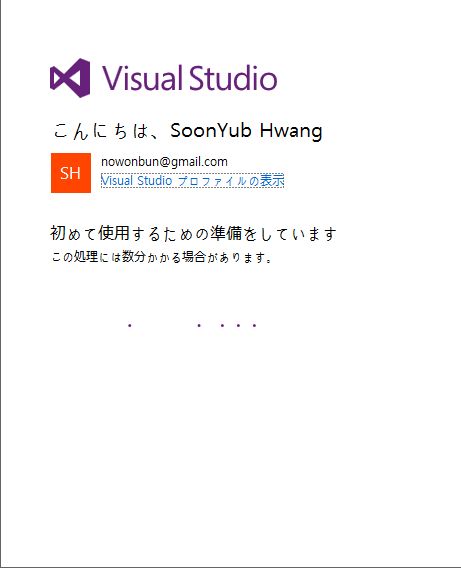 Visual Studio
こんにちは、SoonYub Hwang
SH
nowonbun@gmail.com
Visual Studio プロファイルの表示
初めて使用するための準備をしています
この処理には数分かかる場合があります。